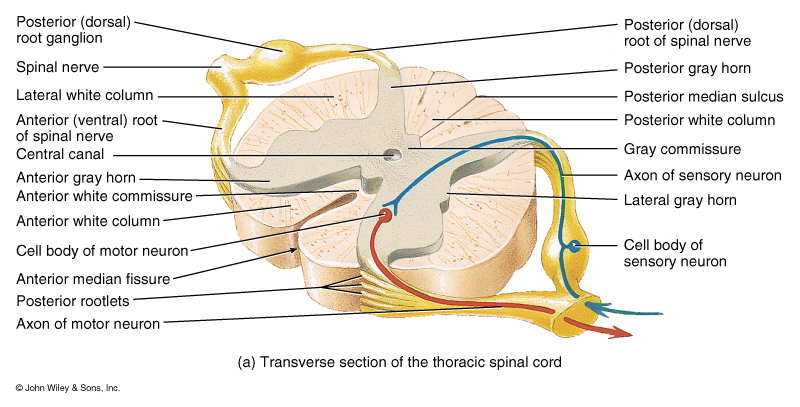 Posterior (dorsal)
root ganglion
Spinal nerve
Lateral white column
Anterior (ventral) root
of spinal nerve
Central canal
Anterior gray horn
Anterior white commissure
Anterior white column
Cell body of motor neuron
Anterior median fissure
Posterior rootlets
Axon of motor neuron
Posterior (dorsal)
root of spinal nerve
Posterior gray horn
Posterior median sulcus
Posterior white column
Gray commissure
Axon of sensory neuron
Lateral gray horn
Cell body of
sensory neuron
(a) Transverse section of the thoracic spinal cord
© John Wiley & Sons, Inc.